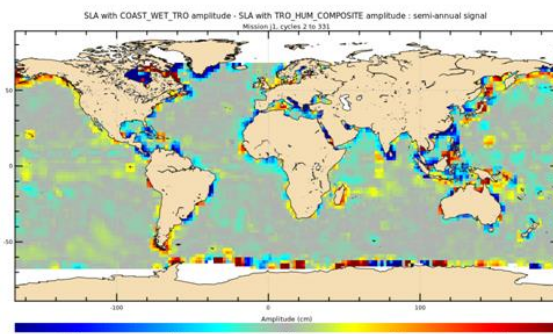 SLA with COAST_WET_TRO amplitude - SLA with TRO_HUM_COMPOSITE amplitude : semi-annual signal
Mission j1, cycles 2 to 331
50
0
-50
-100 0 100
Amplitude (cm)